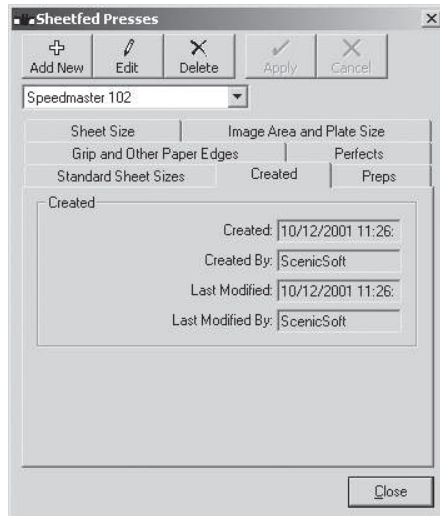 Sheetfed Presses
Add New Edit Delete Apply Cancel
Speedmaster 102
Sheet Size Image Area and Plate Size
Grip and Other Paper Edges Perfects
Standard Sheet Sizes Created Preps
Created
Created: 10/12/2001 11:26:
Created By: ScenicSoft
Last Modified: 10/12/2001 11:26:
Last Modified By: ScenicSoft
Close